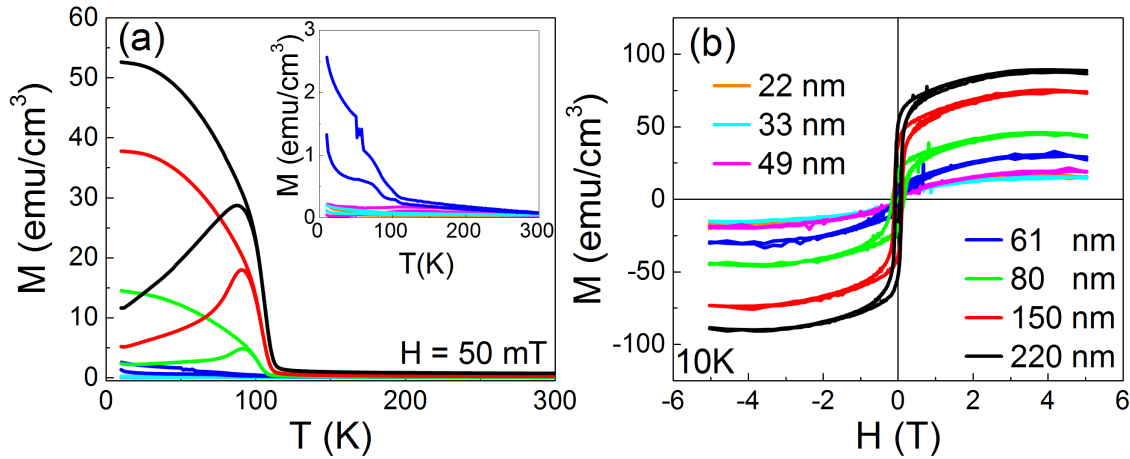 (a)
M (emu/cm³)
60
50
40
30
20
10
0
0
100
200
300
T (K)
H = 50 mT
M (emu/cm³)
3
2
1
0
0
100
200
300
T(K)
(b)
M (emu/cm³)
100
50
0
-50
-100
-6
-4
-2
0
2
4
6
H (T)
22 nm
33 nm
49 nm
61 nm
80 nm
150 nm
220 nm
10K